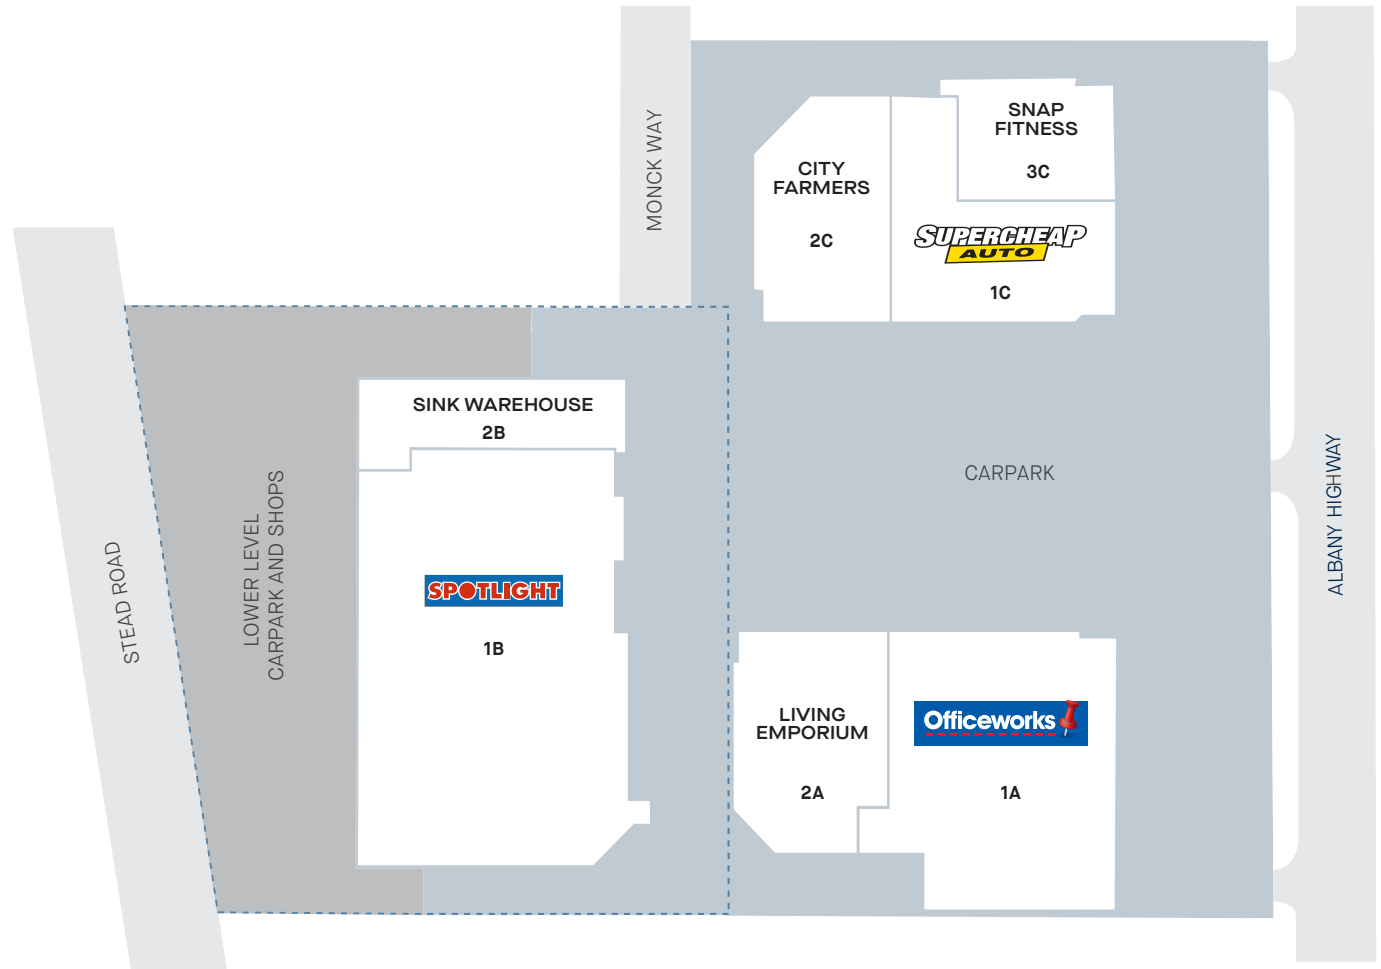 MONCK WAY
SNAP
FITNESS
3C
CITY
FARMERS
2C
SUPERCHEAP
AUTO
1C
SINK WAREHOUSE
2B
CARPARK
ALBANY HIGHWAY
STEAD ROAD
LOWER LEVEL
CARPARK AND SHOPS
SPOTLIGHT
1B
LIVING
EMPORIUM
2A
Officeworks
1A